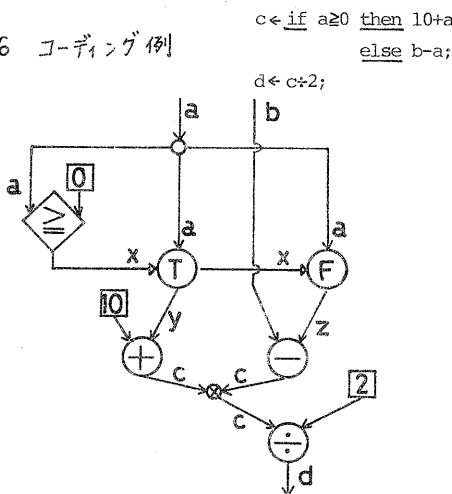 c←if a≥0 then 10+a
6 コーディング例
else b-a;
d←c÷2;
a
b
a
0
≥
a
a
x
T
x
F
10
y
z
+
-
c
c
2
c
÷
d